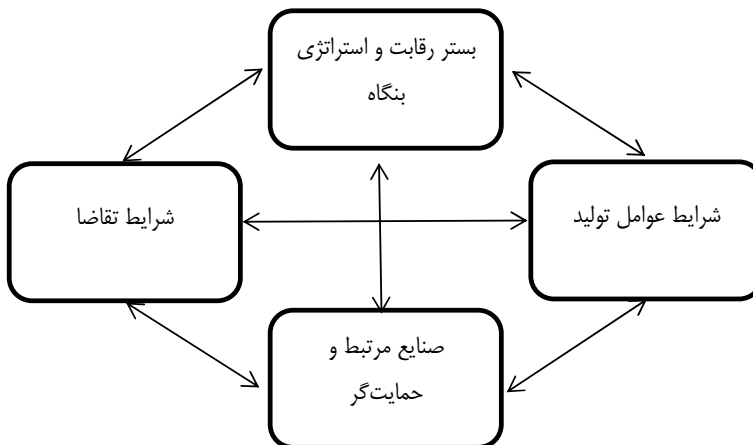 بستر رقابت و استراتژی
بنگاه
شرایط عوامل تولید
شرایط تقاضا
صنایع مرتبط و
حمایت‌گر